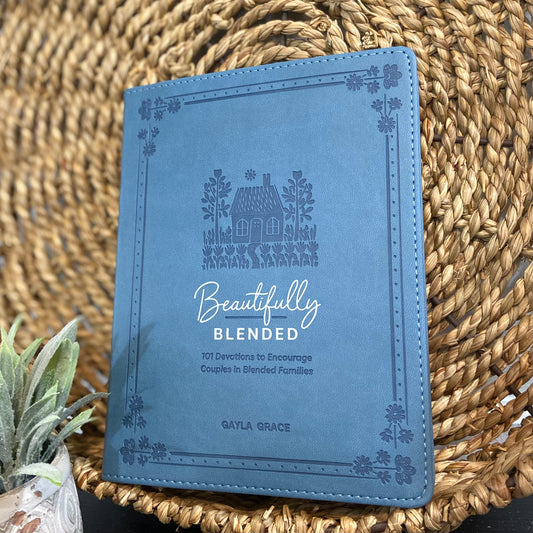 Beautifully
BLENDED
101 Devotions to Encourage
Couples in Blended Families
GAYLA GRACE